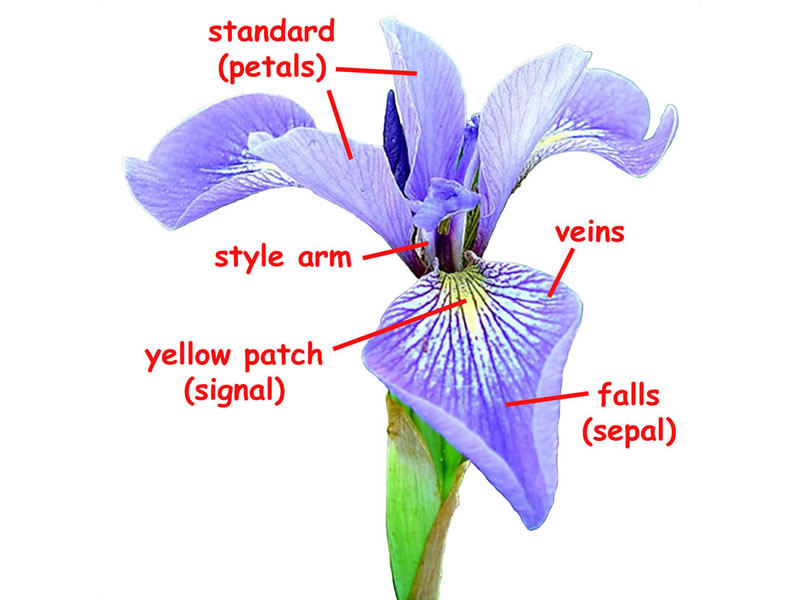 standard
(petals)
style arm
veins
yellow patch
(signal)
falls
(sepal)